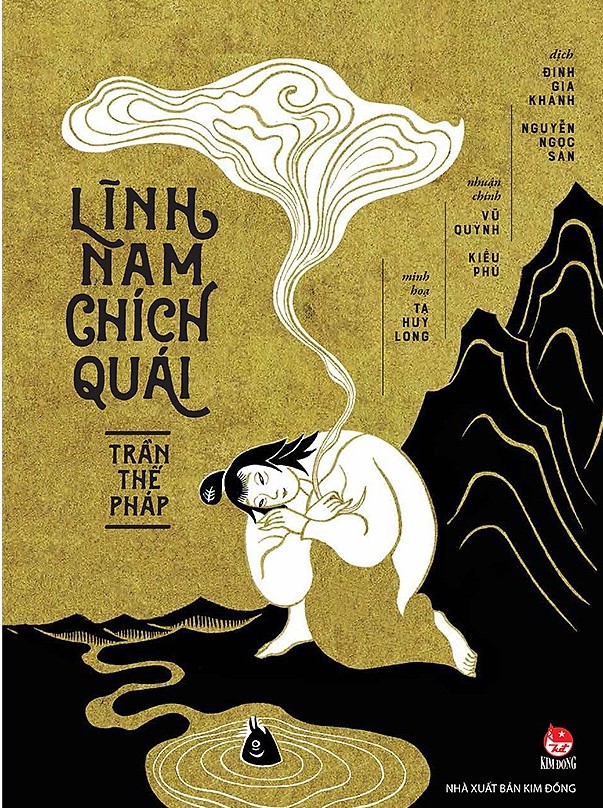 LĨNH
NAM
CHÍCH
QUÁI
TRẦN
THẾ
PHÁP
dịch
ĐINH
GIA
KHÁNH
NGUYỄN
NGỌC
SAN
nhuận
chính
VŨ
QUỲNH
KIỀU
PHÚ
minh
hoạ
TẠ
HUY
LONG
KIM ĐỒNG
NHÀ XUẤT BẢN KIM ĐỒNG